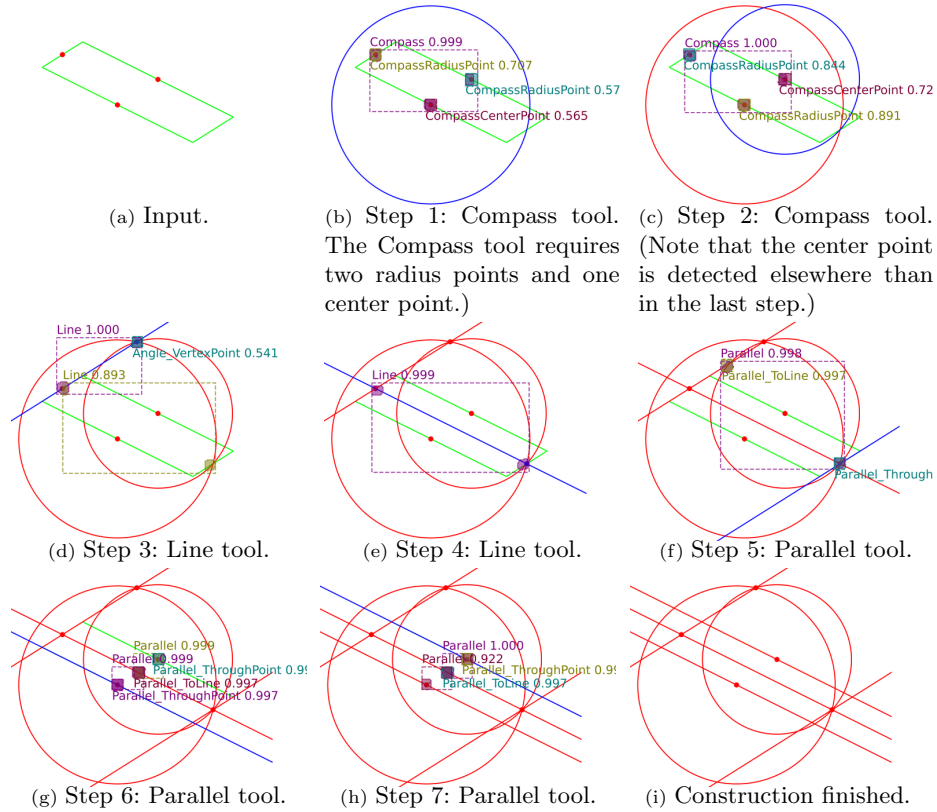 Compass 0.999
CompassRadiusPoint 0.707
CompassRadiusPoint 0.57
CompassCenterPoint 0.565
Compass 1.000
CompassRadiusPoint 0.844
CompassCenterPoint 0.72
CompassRadiusPoint 0.891
(a) Input.
(b) Step 1: Compass tool.
The Compass tool requires
two radius points and one
center point.)
(c) Step 2: Compass tool.
(Note that the center point
is detected elsewhere than
in the last step.)
Line 1.000
Angle_VertexPoint 0.541
Line 0.893
Line 0.999
Parallel 0.998
Parallel_ToLine 0.997
Parallel_Through
(d) Step 3: Line tool.
(e) Step 4: Line tool.
(f) Step 5: Parallel tool.
Parallel 0.999
Parallel 0.999
Parallel_ThroughPoint 0.99
Parallel_ToLine 0.997
Parallel_ThroughPoint 0.997
Parallel 1.000
Parallel 0.922
Parallel_ThroughPoint 0.99
Parallel_ToLine 0.997
(g) Step 6: Parallel tool.
(h) Step 7: Parallel tool.
(i) Construction finished.